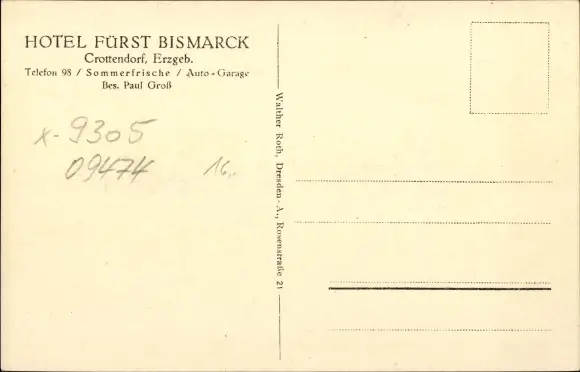 HOTEL FÜRST BISMARCK
Crottendorf, Erzgeb.
Telefon 98 / Sommerfrische / Auto-Garage
Bes. Paul Groß
x-9305
09474
16,-
Walther Roth, Dresden-A., Rosenstraße 21